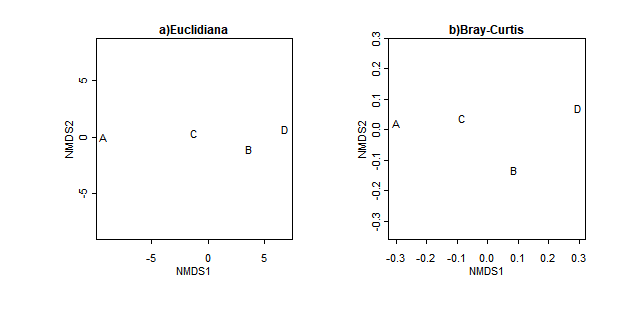 a)Euclidiana
NMDS2
5
0
-5
A
C
B
D
-5 0 5
NMDS1
b)Bray-Curtis
NMDS2
0.3
0.2
0.1
0.0
-0.1
-0.2
-0.3
A
C
B
D
-0.3 -0.2 -0.1 0.0 0.1 0.2 0.3
NMDS1